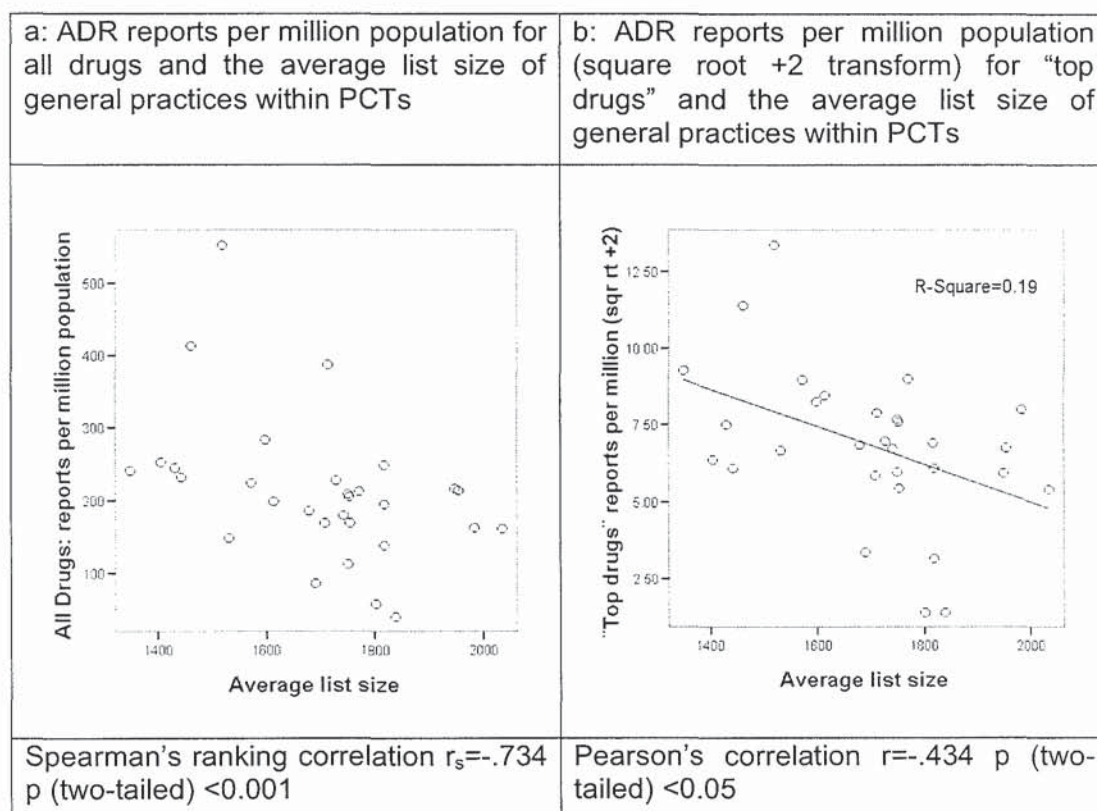 a: ADR reports per million population for
all drugs and the average list size of
general practices within PCTs
b: ADR reports per million population
(square root +2 transform) for “top
drugs” and the average list size of
general practices within PCTs
All Drugs: reports per million population
500
400
300
200
100
1400
1600
1800
2000
Average list size
"Top drugs" reports per million (sqr rt +2)
12 50
10 00
7.50
5.00
2 50
R-Square=0.19
1400
1600
1800
2000
Average list size
Spearman's ranking correlation rs=-.734
p (two-tailed) <0.001
Pearson's correlation r=-.434 p (two-
tailed) <0.05